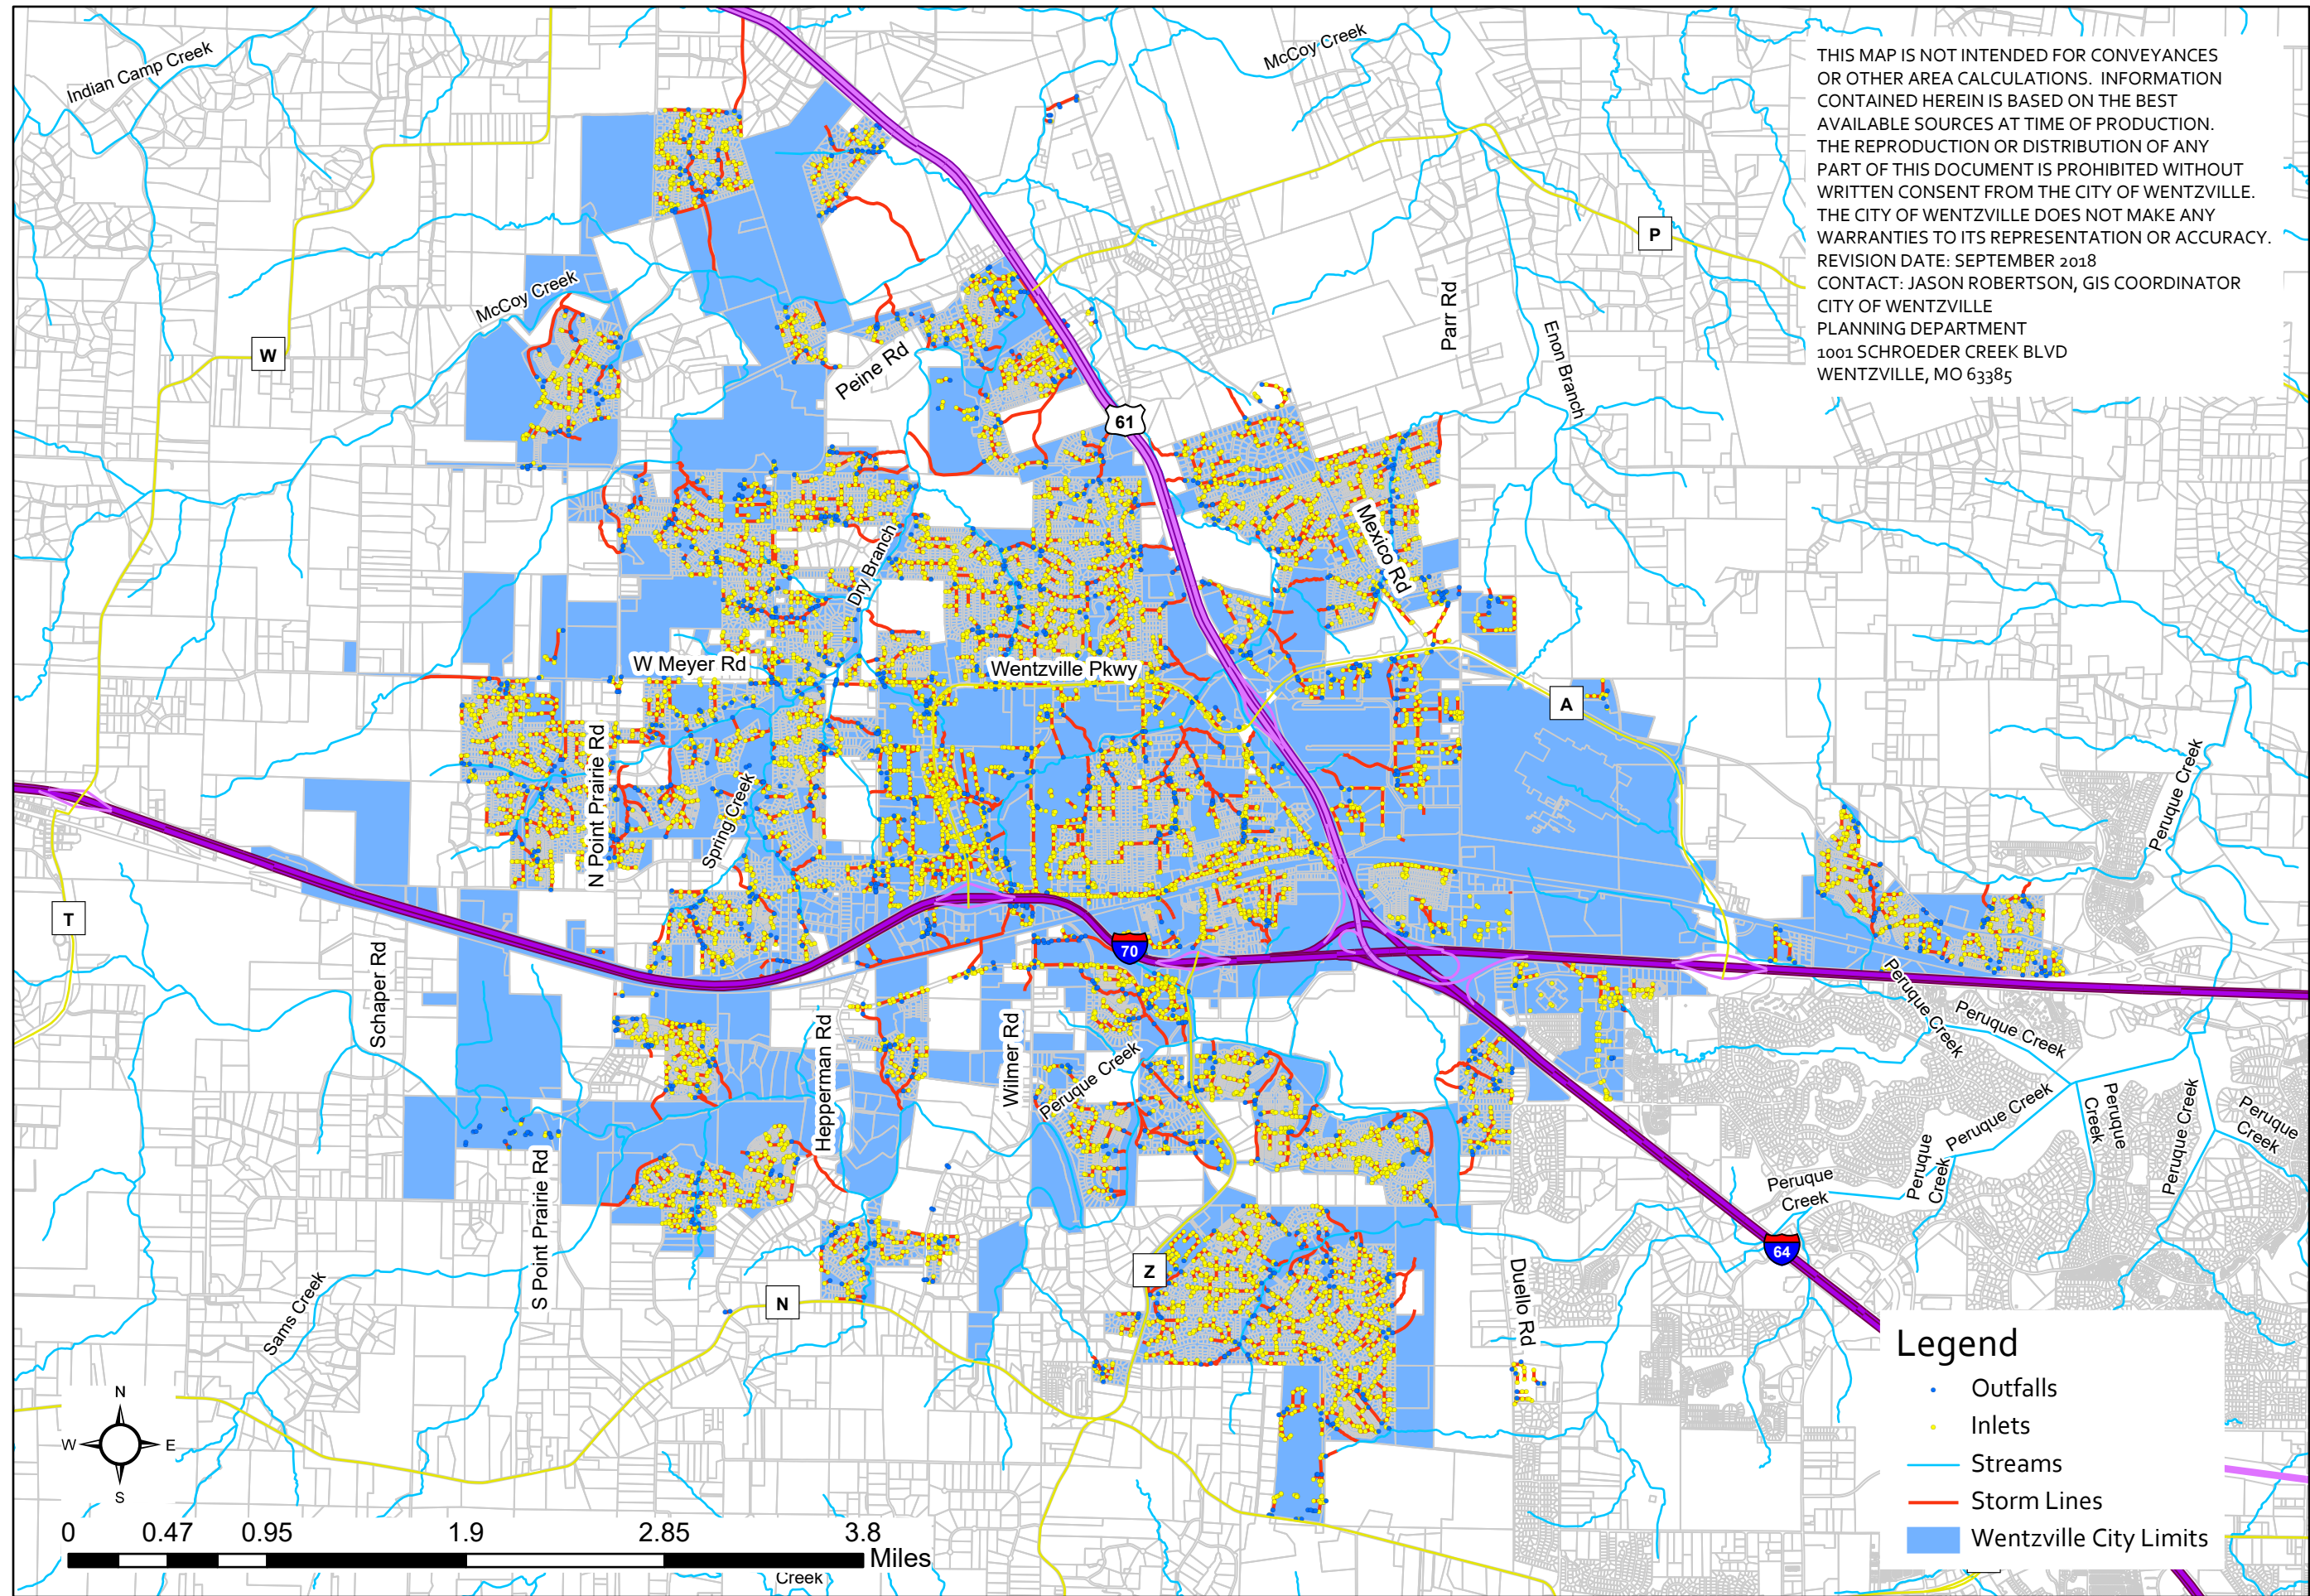 Indian Camp Creek
McCoy Creek
THIS MAP IS NOT INTENDED FOR CONVEYANCES
OR OTHER AREA CALCULATIONS. INFORMATION
CONTAINED HEREIN IS BASED ON THE BEST
AVAILABLE SOURCES AT TIME OF PRODUCTION.
THE REPRODUCTION OR DISTRIBUTION OF ANY
PART OF THIS DOCUMENT IS PROHIBITED WITHOUT
WRITTEN CONSENT FROM THE CITY OF WENTZVILLE.
THE CITY OF WENTZVILLE DOES NOT MAKE ANY
WARRANTIES TO ITS REPRESENTATION OR ACCURACY.
REVISION DATE: SEPTEMBER 2018
CONTACT: JASON ROBERTSON, GIS COORDINATOR
CITY OF WENTZVILLE
PLANNING DEPARTMENT
1001 SCHROEDER CREEK BLVD
WENTZVILLE, MO 63385
P
McCoy Creek
Parr Rd
Enon Branch
W
Peine Rd
61
Mexico Rd
Dry Branch
W Meyer Rd
Wentzville Pkwy
A
N Point Prairie Rd
Spring Creek
Peruque Creek
T
Schaper Rd
70
Hepperman Rd
Wilmer Rd
Peruque Creek
Peruque Creek
Peruque Creek
Peruque Creek
Peruque
Creek
Peruque Creek
Peruque
Creek
Peruque
Creek
Peruque
Creek
S Point Prairie Rd
Sams Creek
N
Z
Duello Rd
64
Legend
Outfalls
Inlets
Streams
Storm Lines
Wentzville City Limits
N
W
E
S
0 0.47 0.95 1.9 2.85 3.8
Miles
Creek